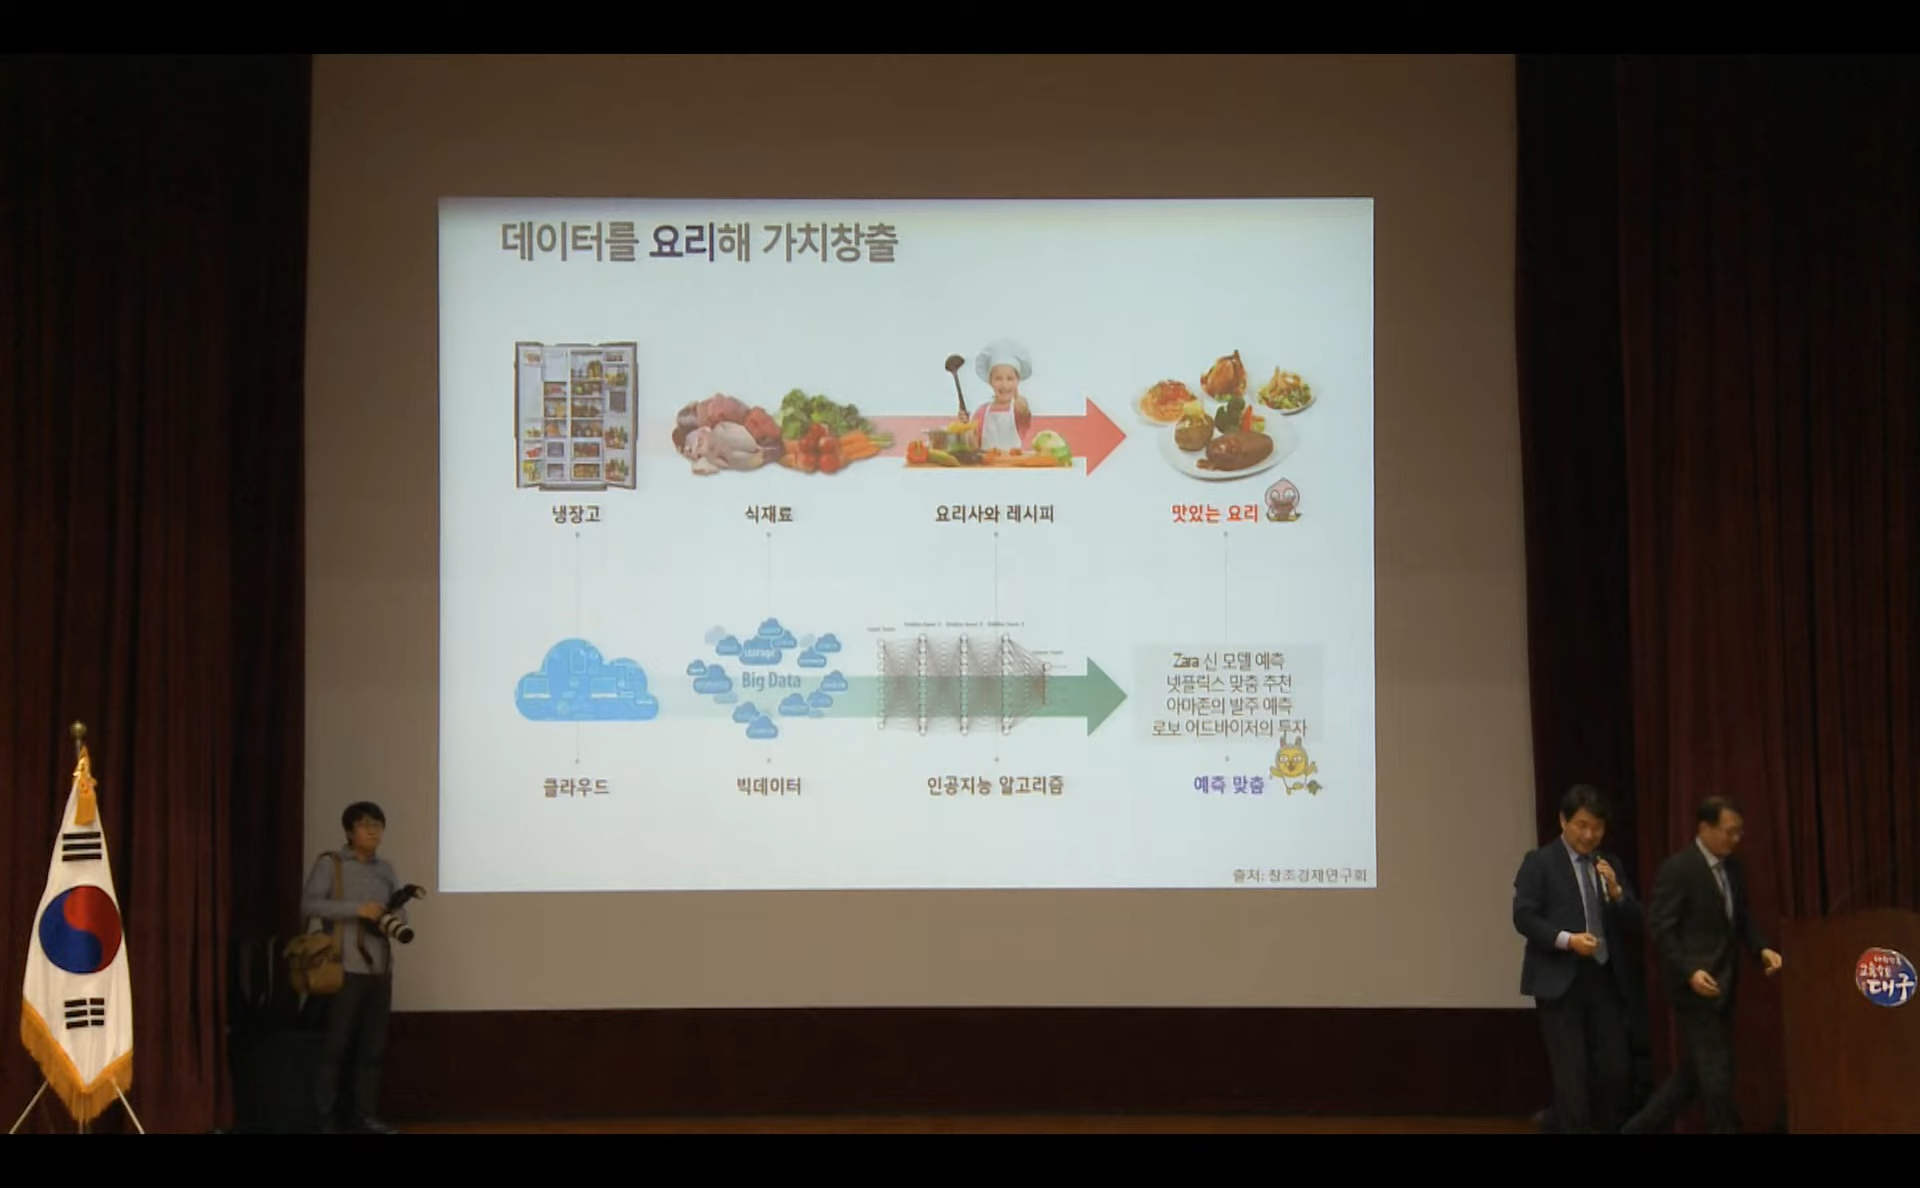 데이터를 요리해 가치창출
냉장고
식재료
요리사와 레시피
맛있는 요리
storage
Big Data
Zara 신 모델 예측
넷플릭스 맞춤 추천
아마존의 발주 예측
로보 어드바이저의 투자
클라우드
빅데이터
인공지능 알고리즘
예측 맞춤
출처: 창조경제연구회
대구